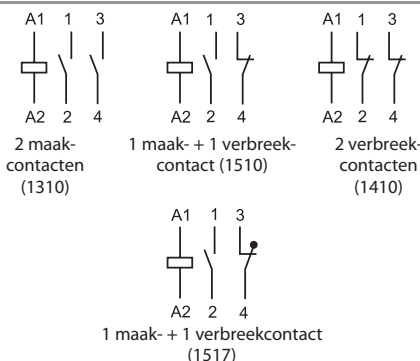 A1 1 3
A2 2 4
2 maak-
contacten
(1310)
A1 1 3
A2 2 4
1 maak- + 1 verbreek-
contact (1510)
A1 1 3
A2 2 4
2 verbreek-
contacten
(1410)
A1 1 3
A2 2 4
1 maak- + 1 verbreekcontact
(1517)